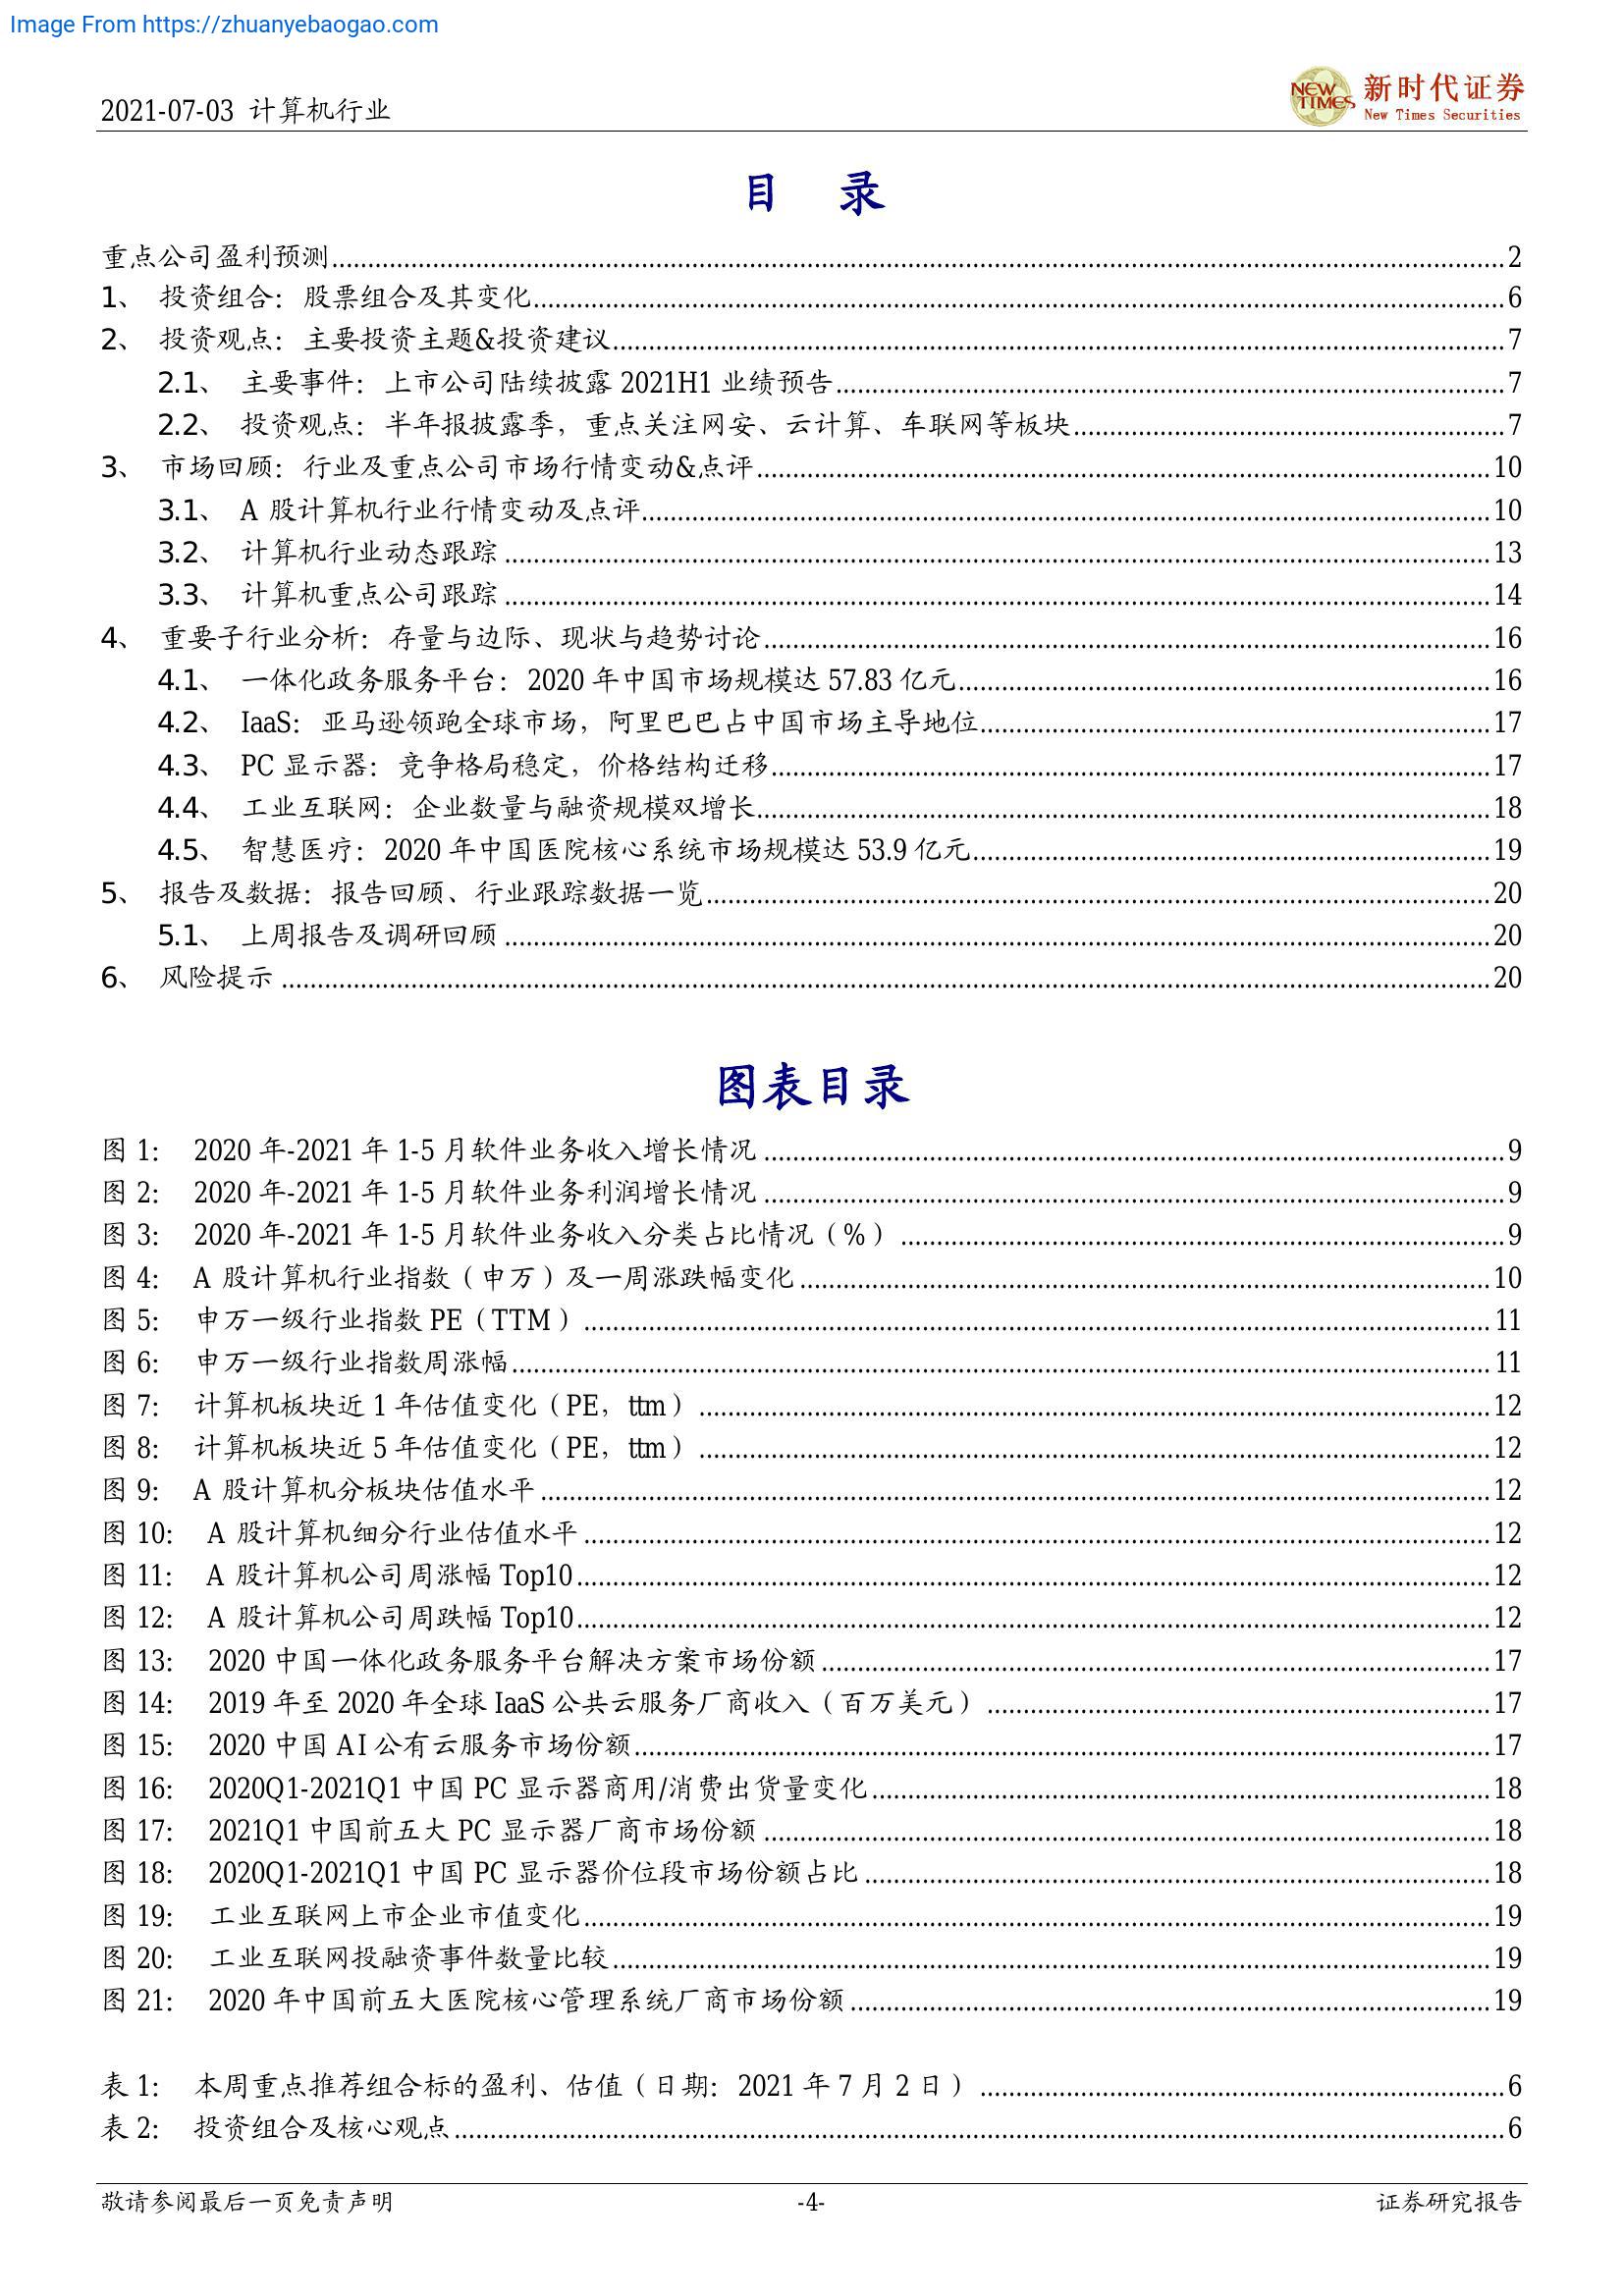 Image From https://zhuanyebaogao.com
2021-07-03 计算机行业
NEW TIMES
新时代证券
New Times Securities
目 录
重点公司盈利预测 2
1、 投资组合：股票组合及其变化 6
2、 投资观点：主要投资主题&投资建议 7
2.1、 主要事件：上市公司陆续披露 2021H1 业绩预告 7
2.2、 投资观点：半年报披露季，重点关注网安、云计算、车联网等板块 7
3、 市场回顾：行业及重点公司市场行情变动&点评 10
3.1、 A 股计算机行业行情变动及点评 10
3.2、 计算机行业动态跟踪 13
3.3、 计算机重点公司跟踪 14
4、 重要子行业分析：存量与边际、现状与趋势讨论 16
4.1、 一体化政务服务平台：2020 年中国市场规模达 57.83 亿元 16
4.2、 IaaS：亚马逊领跑全球市场，阿里巴巴占中国市场主导地位 17
4.3、 PC 显示器：竞争格局稳定，价格结构迁移 17
4.4、 工业互联网：企业数量与融资规模双增长 18
4.5、 智慧医疗：2020 年中国医院核心系统市场规模达 53.9 亿元 19
5、 报告及数据：报告回顾、行业跟踪数据一览 20
5.1、 上周报告及调研回顾 20
6、 风险提示 20
图表目录
图 1： 2020 年-2021 年 1-5 月软件业务收入增长情况 9
图 2： 2020 年-2021 年 1-5 月软件业务利润增长情况 9
图 3： 2020 年-2021 年 1-5 月软件业务收入分类占比情况（%） 9
图 4： A 股计算机行业指数（申万）及一周涨跌幅变化 10
图 5： 申万一级行业指数 PE（TTM） 11
图 6： 申万一级行业指数周涨幅 11
图 7： 计算机板块近 1 年估值变化（PE，ttm） 12
图 8： 计算机板块近 5 年估值变化（PE，ttm） 12
图 9： A 股计算机分板块估值水平 12
图 10： A 股计算机细分行业估值水平 12
图 11： A 股计算机公司周涨幅 Top10 12
图 12： A 股计算机公司周跌幅 Top10 12
图 13： 2020 中国一体化政务服务平台解决方案市场份额 17
图 14： 2019 年至 2020 年全球 IaaS 公共云服务厂商收入（百万美元） 17
图 15： 2020 中国 AI 公有云服务市场份额 17
图 16： 2020Q1-2021Q1 中国 PC 显示器商用/消费出货量变化 18
图 17： 2021Q1 中国前五大 PC 显示器厂商市场份额 18
图 18： 2020Q1-2021Q1 中国 PC 显示器价位段市场份额占比 18
图 19： 工业互联网上市企业市值变化 19
图 20： 工业互联网投融资事件数量比较 19
图 21： 2020 年中国前五大医院核心管理系统厂商市场份额 19
表 1： 本周重点推荐组合标的盈利、估值（日期：2021 年 7 月 2 日） 6
表 2： 投资组合及核心观点 6
敬请参阅最后一页免责声明 -4- 证券研究报告